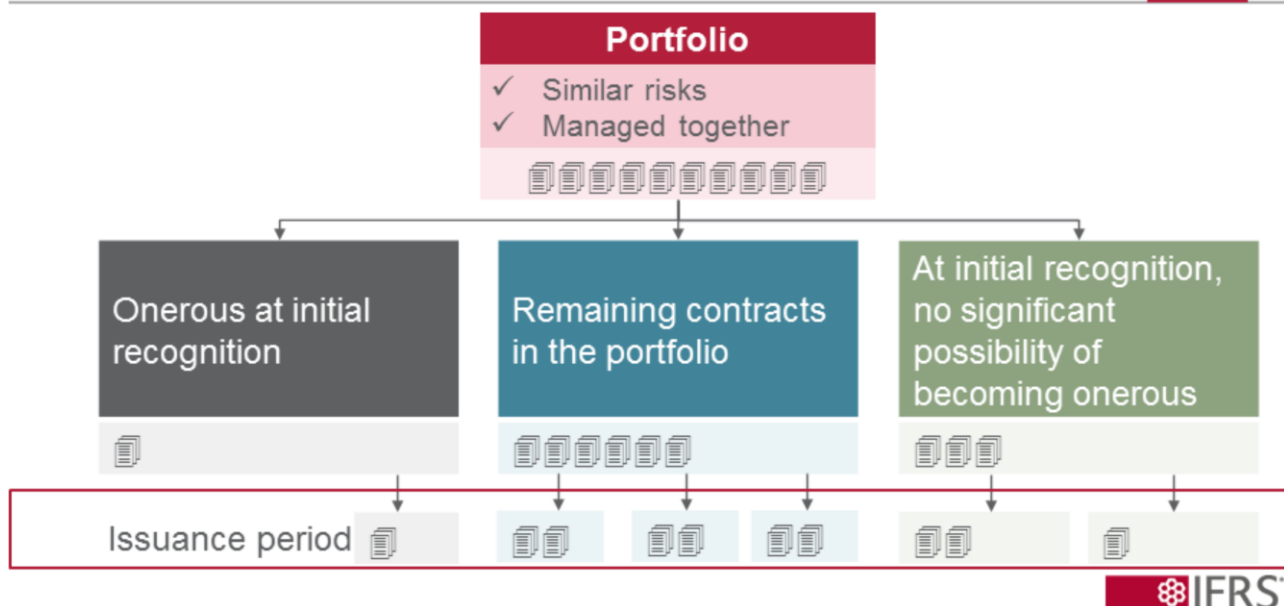 Portfolio
✓ Similar risks
✓ Managed together
Onerous at initial
recognition
Remaining contracts
in the portfolio
At initial recognition,
no significant
possibility of
becoming onerous
Issuance period
IFRS